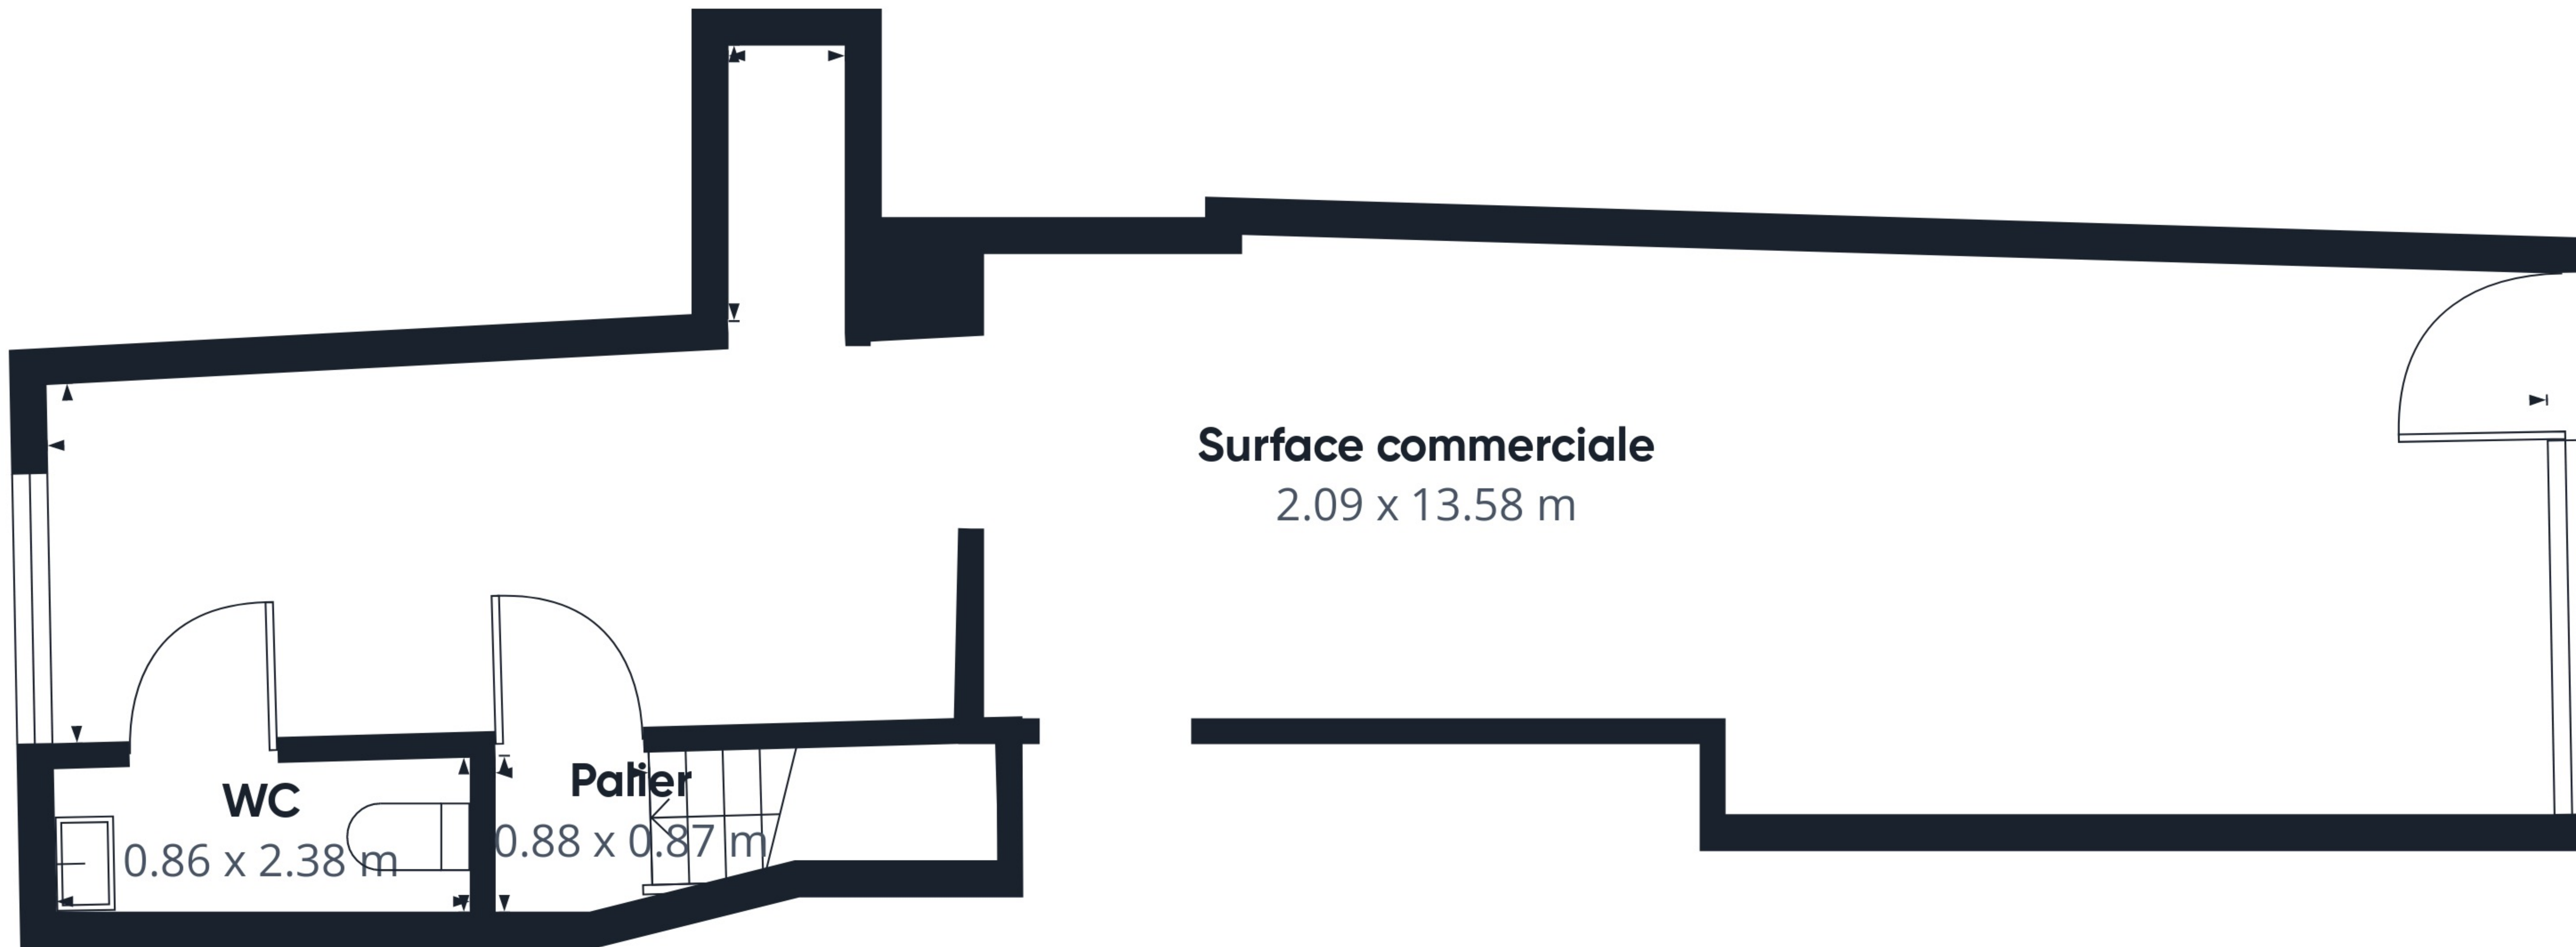 Surface commerciale
2.09 x 13.58 m
WC
0.86 x 2.38 m
Palier
0.88 x 0.87 m